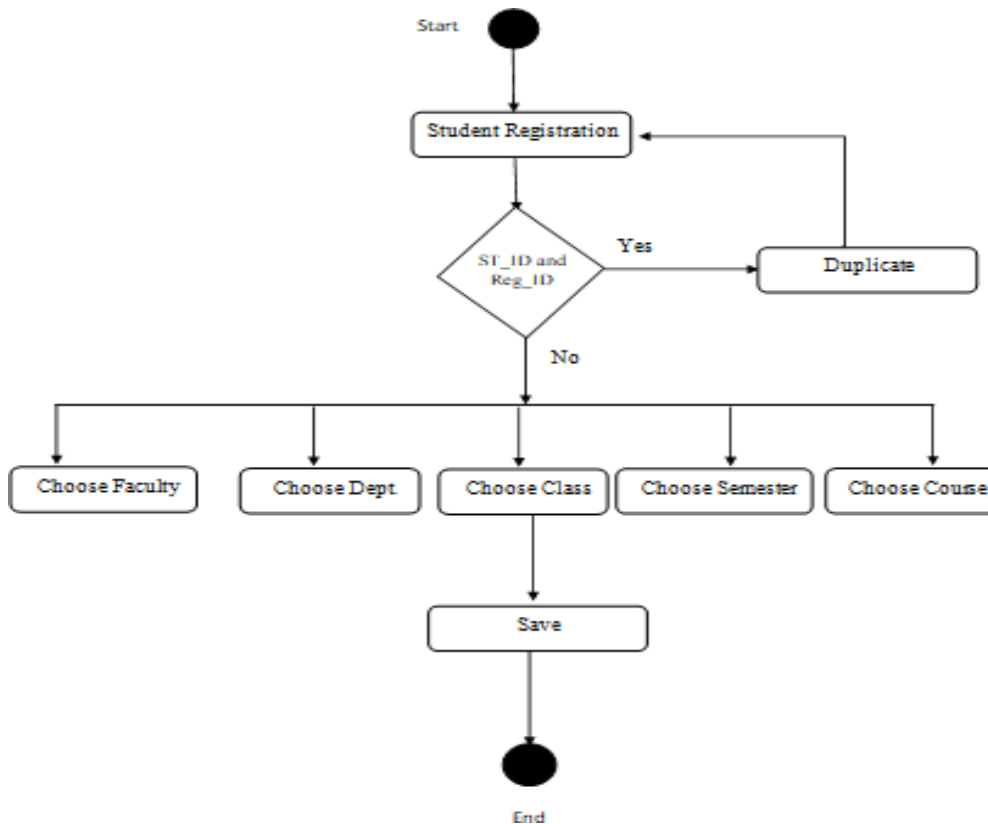 Start
Student Registration
Yes
ST_ID and
Reg_ID
Duplicate
No
Choose Faculty
Choose Dept.
Choose Class
Choose Semester
Choose Course
Save
End